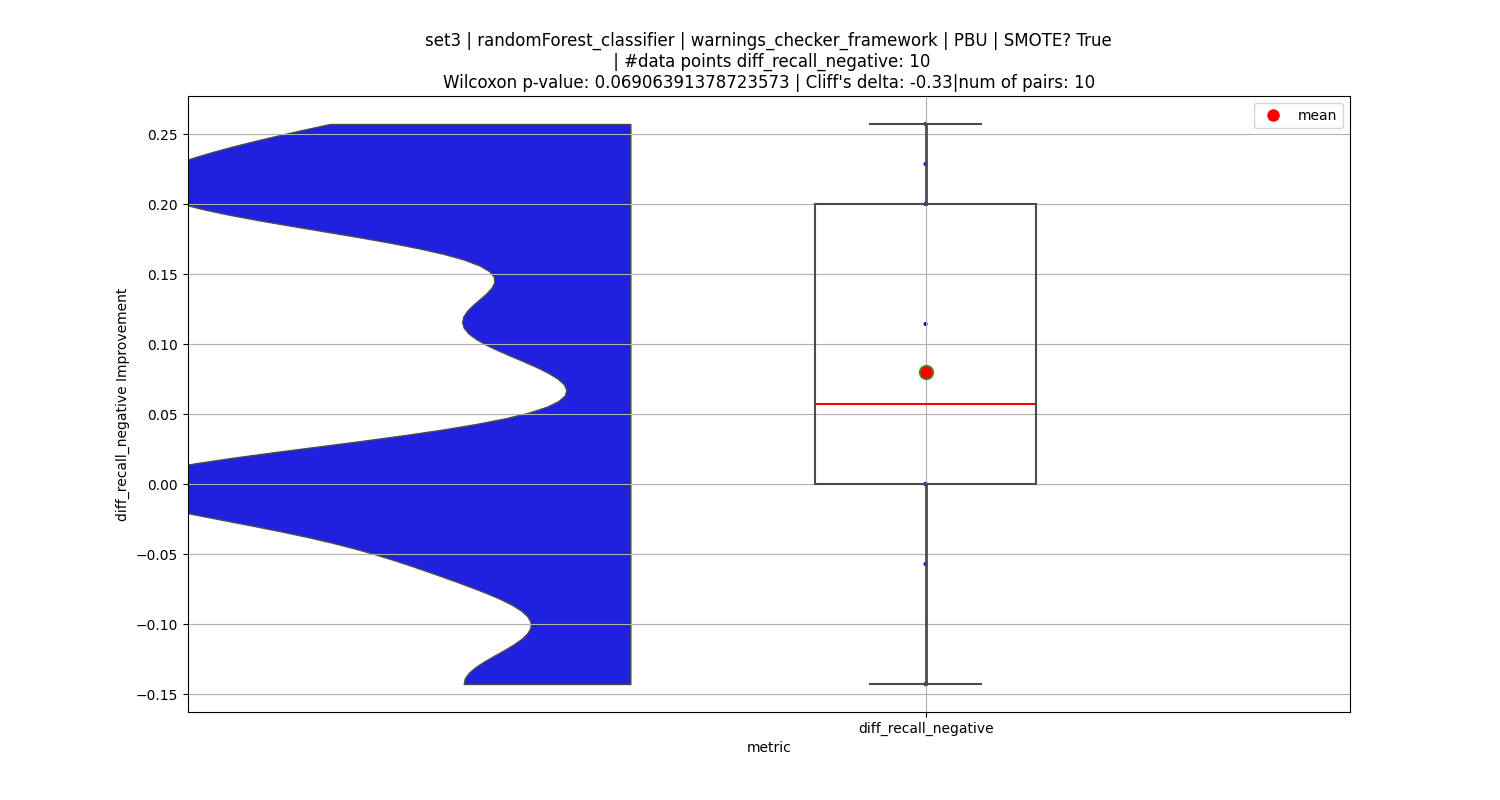 set3 | randomForest_classifier | warnings_checker_framework | PBU | SMOTE? True
| #data points diff_recall_negative: 10
Wilcoxon p-value: 0.06906391378723573 | Cliff's delta: -0.33|num of pairs: 10
mean
0.25
0.20
0.15
0.10
0.05
0.00
−0.05
−0.10
−0.15
diff_recall_negative Improvement
diff_recall_negative
metric